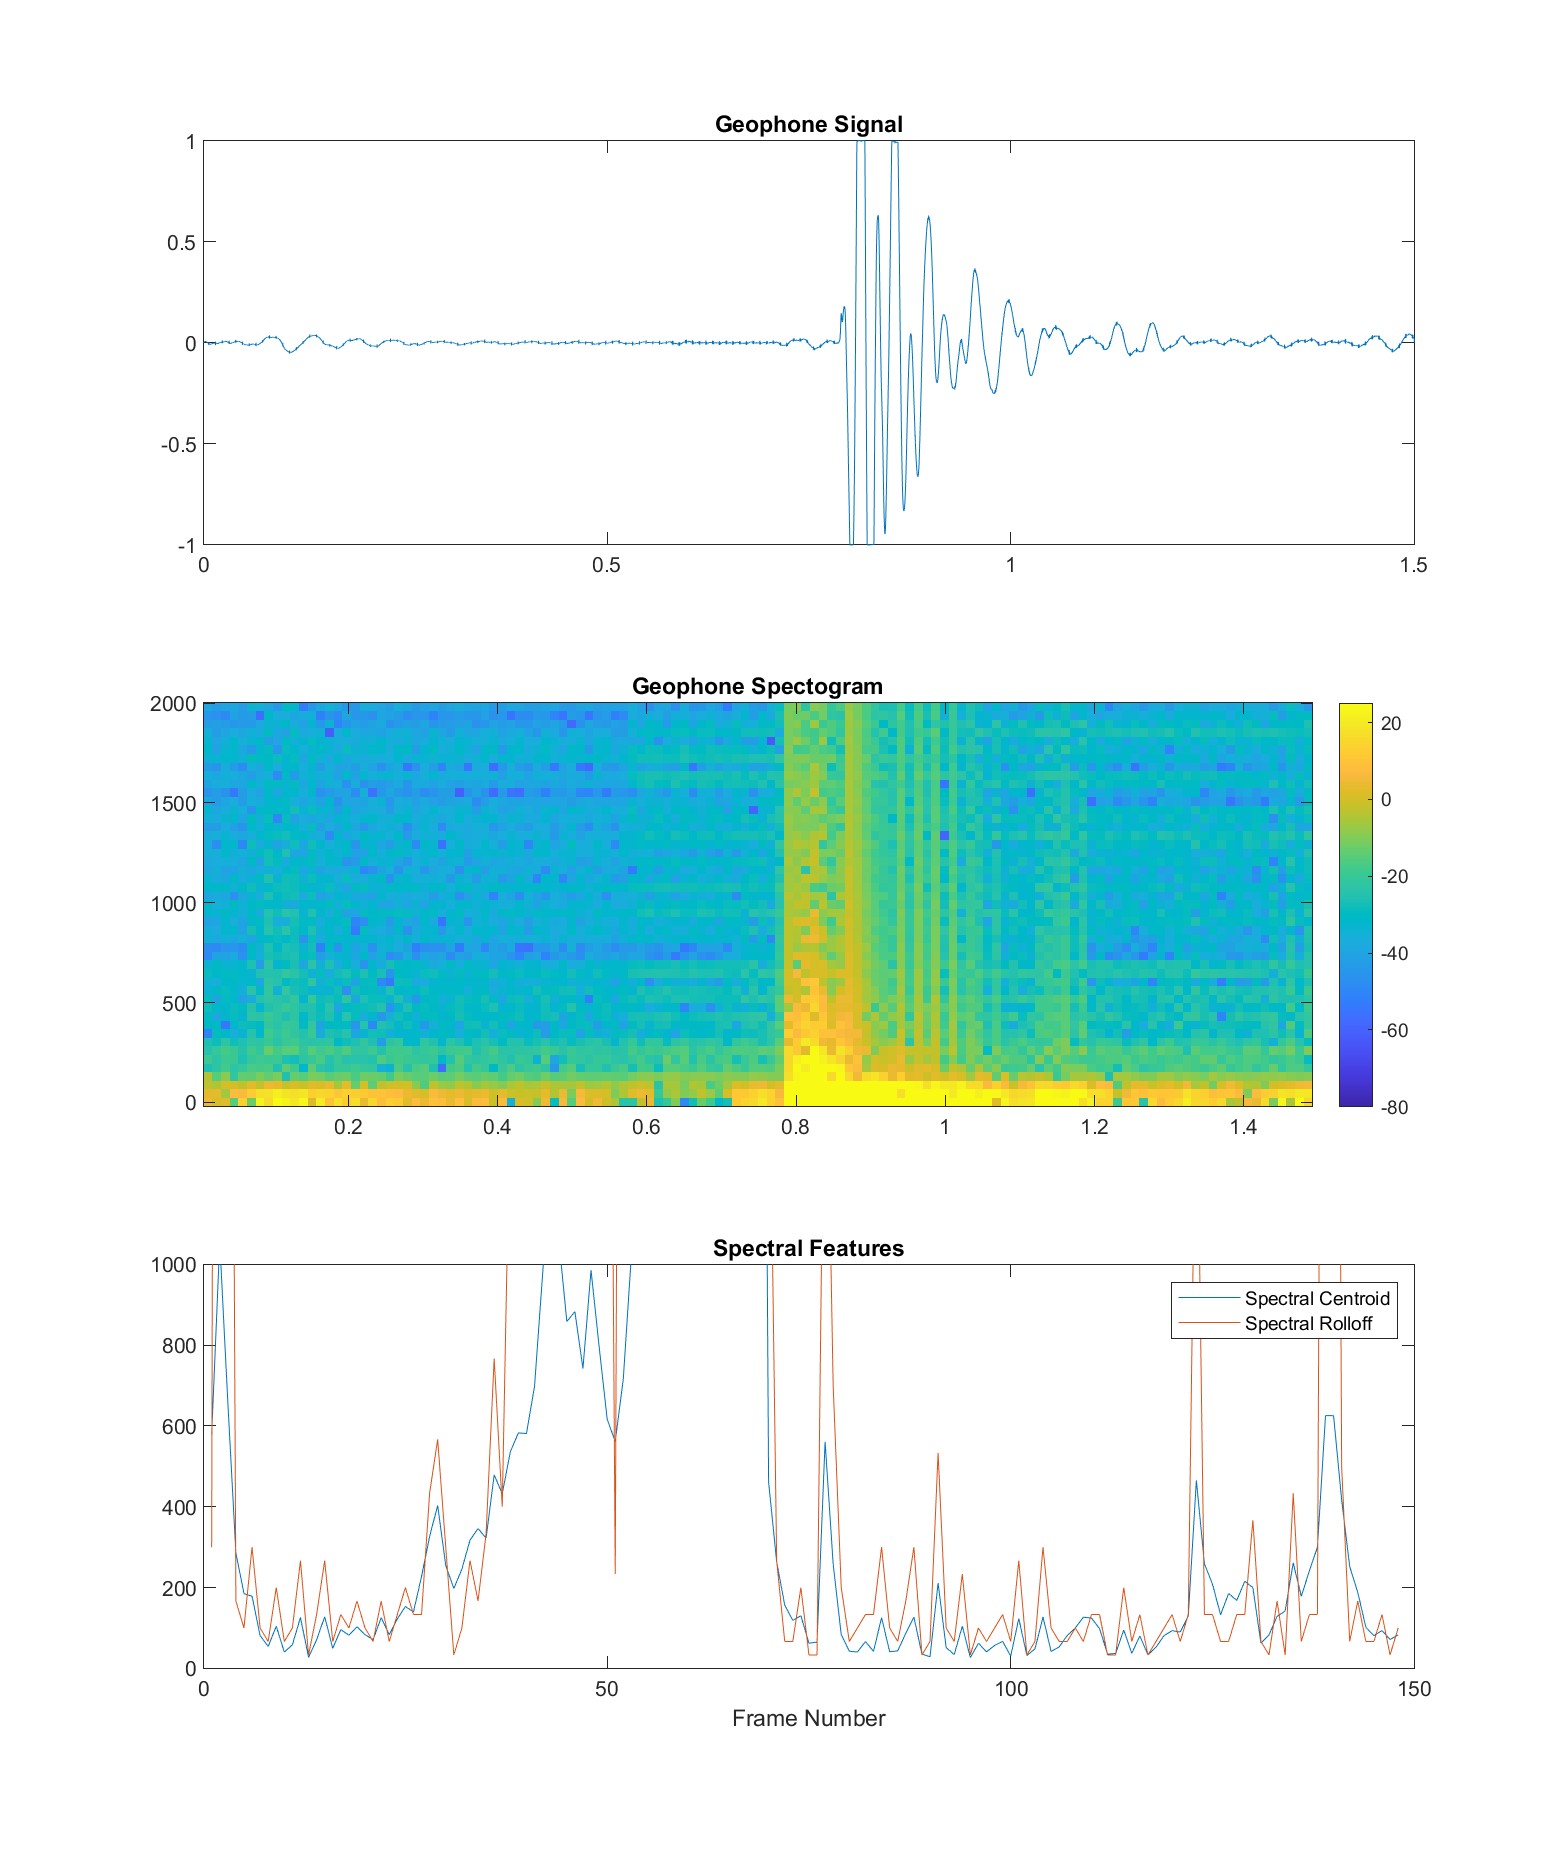 Geophone Signal
1
0.5
0
-0.5
-1
0 0.5 1 1.5
Geophone Spectogram
2000
1500
1000
500
0
0.2 0.4 0.6 0.8 1 1.2 1.4
20
0
-20
-40
-60
-80
Spectral Features
1000
800
600
400
200
0
Spectral Centroid
Spectral Rolloff
0 50 100 150
Frame Number